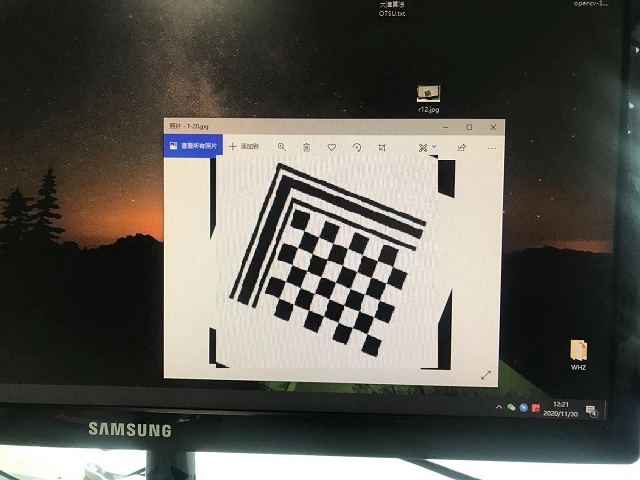 大津算法
OTSU.txt
opencv-3....
r12.jpg
照片 - 1-20.jpg
查看所有照片
添加到
WHZ
12:21
2020/11/30
4
SAMSUNG